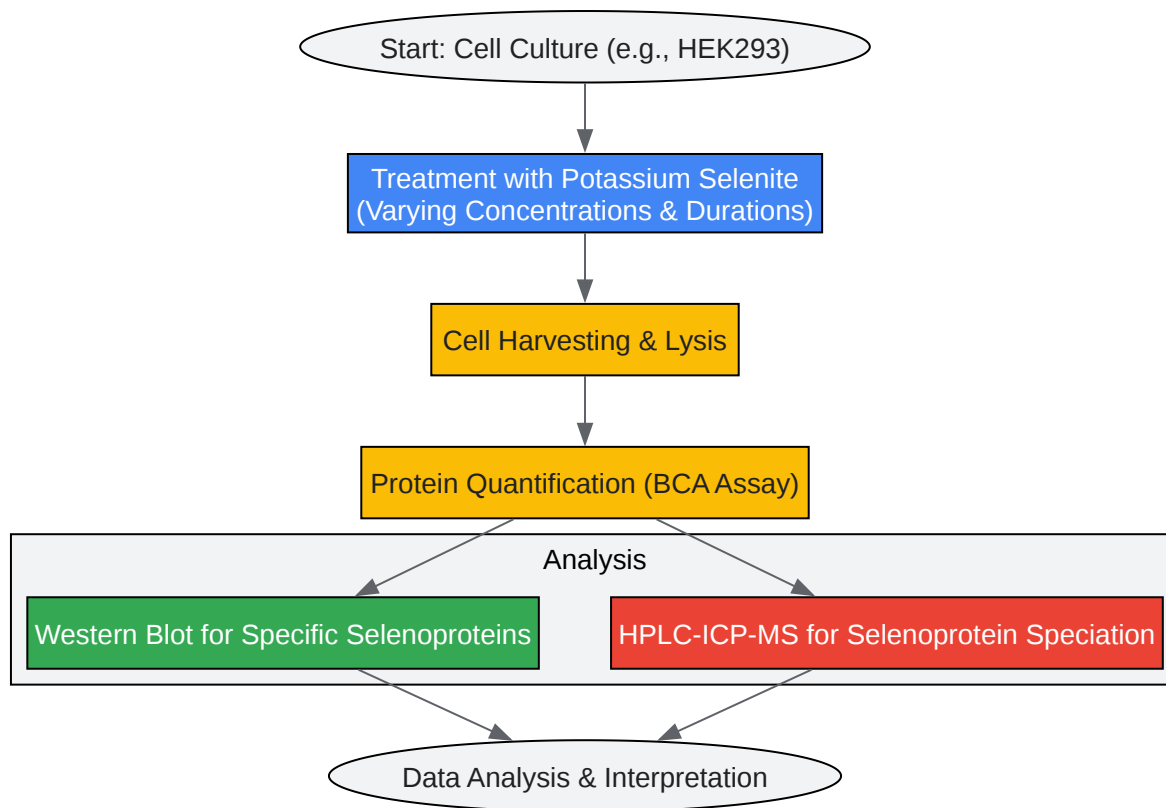 Start: Cell Culture (e.g., HEK293)
Treatment with Potassium Selenite
(Varying Concentrations & Durations)
Cell Harvesting & Lysis
Protein Quantification (BCA Assay)
Analysis
Western Blot for Specific Selenoproteins
HPLC-ICP-MS for Selenoprotein Speciation
Data Analysis & Interpretation